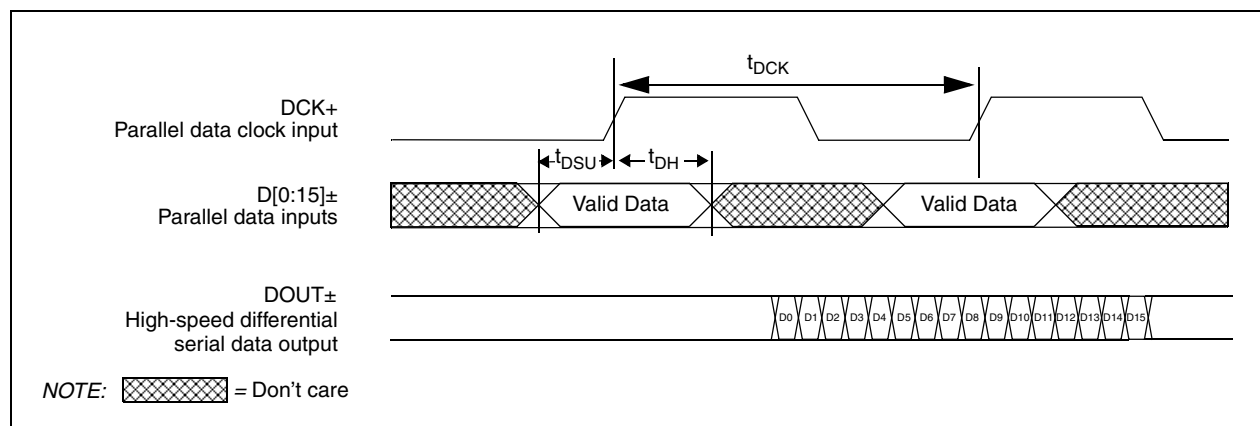 tDCK
DCK+
Parallel data clock input
tDSU
tDH
D[0:15]±
Parallel data inputs
Valid Data
Valid Data
DOUT±
High-speed differential
serial data output
D0 D1 D2 D3 D4 D5 D6 D7 D8 D9 D10 D11 D12 D13 D14 D15
NOTE: = Don't care